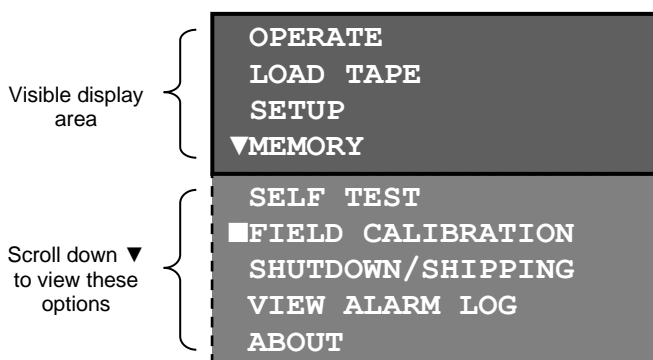 Visible display
area
OPERATE
LOAD TAPE
SETUP
▼MEMORY
Scroll down ▼
to view these
options
SELF TEST
■FIELD CALIBRATION
SHUTDOWN/SHIPPING
VIEW ALARM LOG
ABOUT